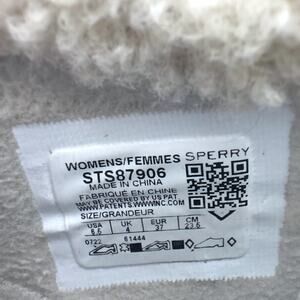 WOMENS/FEMMES SPERRY
STS87906
MADE IN CHINA
FABRIQUÉ EN CHINE
MAY BE COVERED BY US PAT
WWW.PATENTS.WWWINC.COM
SIZE/GRANDEUR
USA UK EUR CM
6.5 4 37 23.5
0722 61444